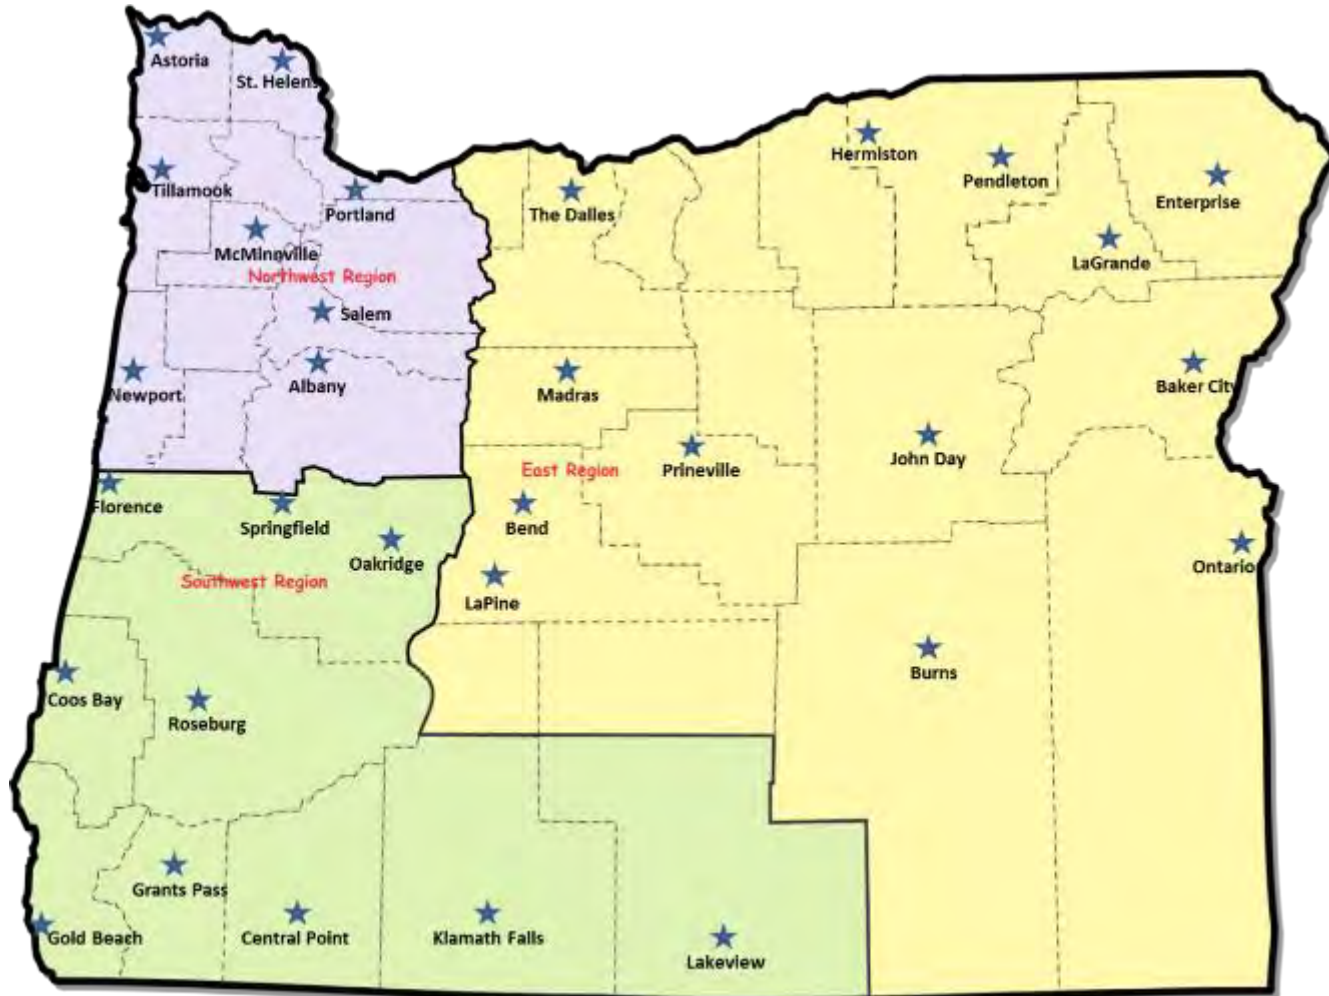 Astoria
St. Helens
Hermiston
Pendleton
Enterprise
Tillamook
Portland
The Dalles
McMinnville
LaGrande
Northwest Region
Salem
Newport
Albany
Madras
Baker City
John Day
East Region
Prineville
Florence
Springfield
Bend
Oakridge
Ontario
Southwest Region
LaPine
Burns
Coos Bay
Roseburg
Grants Pass
Gold Beach
Central Point
Klamath Falls
Lakeview